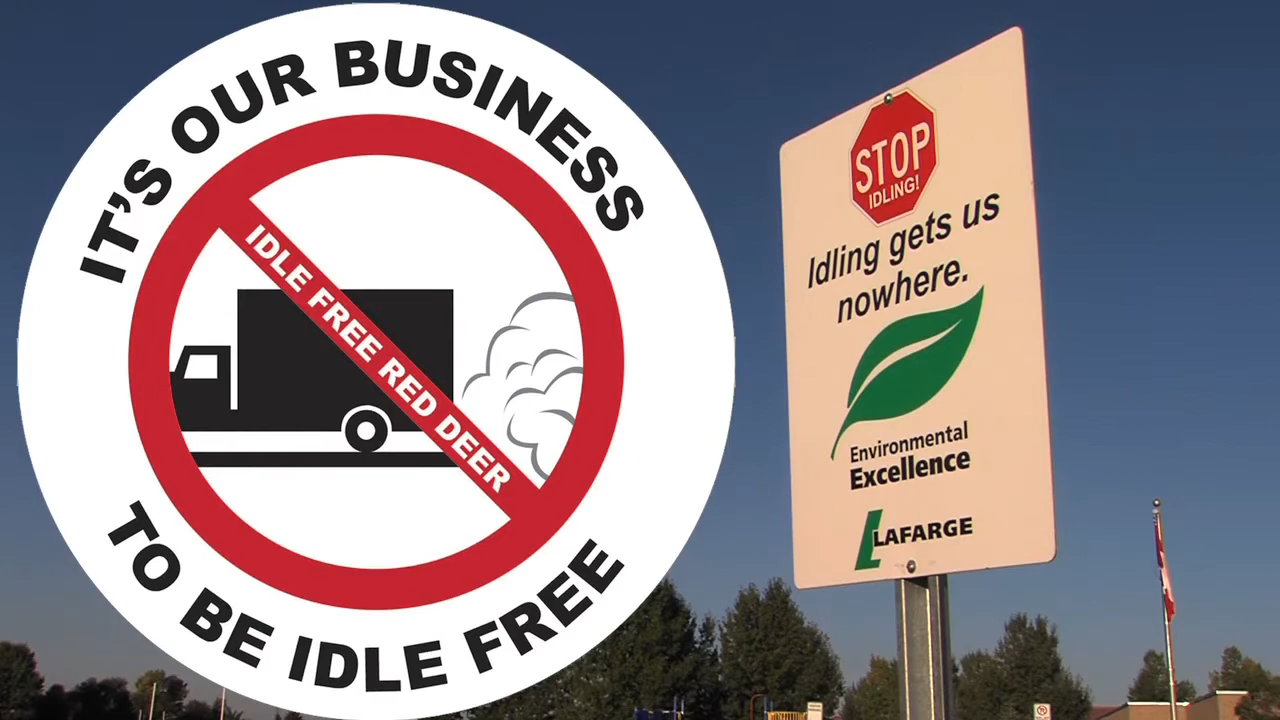 IT'S OUR BUSINESS
IDLE FREE RED DEER
TO BE IDLE FREE
STOP
IDLING!
Idling gets us
nowhere.
Environmental
Excellence
LAFARGE